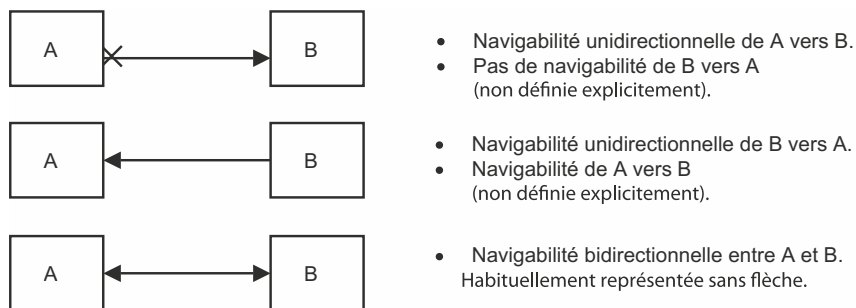 A
B
• Navigabilité unidirectionnelle de A vers B.
• Pas de navigabilité de B vers A
(non définie explicitement).
A
B
• Navigabilité unidirectionnelle de B vers A.
• Navigabilité de A vers B
(non définie explicitement).
A
B
• Navigabilité bidirectionnelle entre A et B.
Habituellement représentée sans flèche.